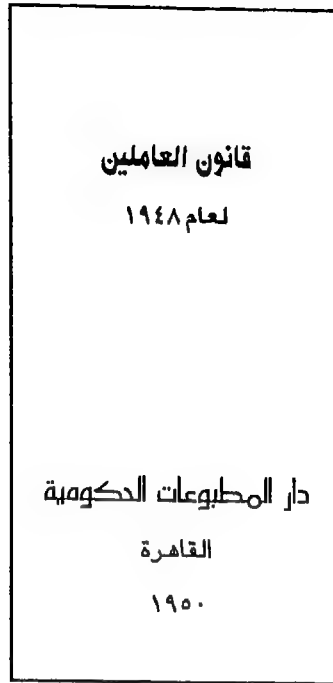 قانون العاملين
لعام ١٩٤٨
دار المطبوعات الحكومية
القاهرة
١٩٥٠